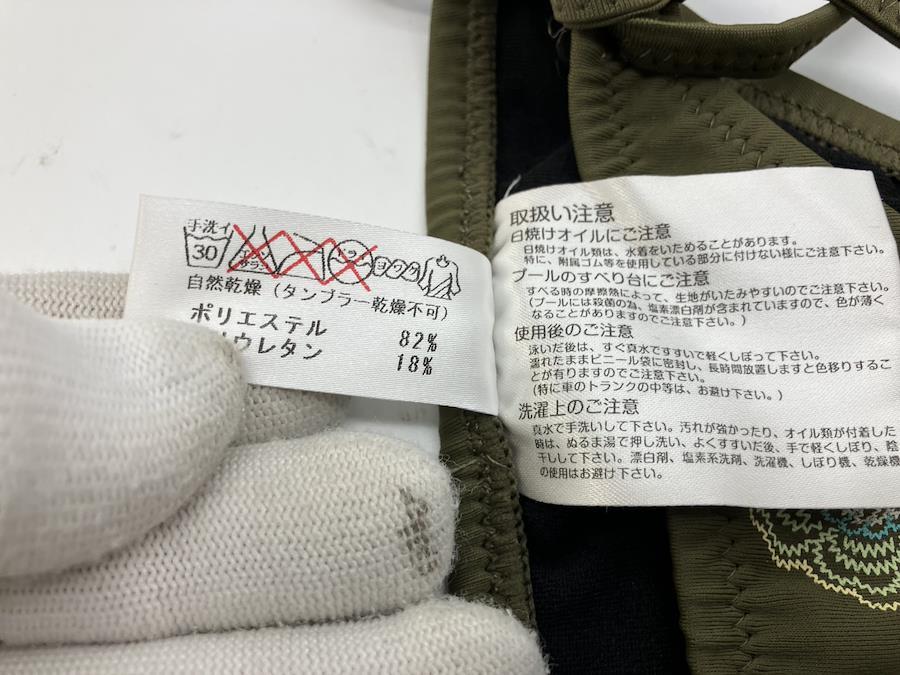 手洗イ
30
エンソ
サラシ
ヨワク
自然乾燥(タンブラー乾燥不可)
ポリエステル 82%
ウレタン 18%
取扱い注意
日焼けオイルにご注意
日焼けオイル類は、水着をいためることがあります。
特に、附属ゴム等を使用している部分に付けない様にご注意下さい。
プールのすべり台にご注意
すべる時の摩擦熱によって、生地がいたみやすいのでご注意下さい。
(プールには殺菌の為、塩素漂白剤が含まれていますので、色が薄く
なることがありますのでご注意下さい。)
使用後のご注意
泳いだ後は、すぐ真水ですすいで軽くしぼって下さい。
濡れたままビニール袋に密封し、長時間放置しますと色移りするこ
とが有りますのでご注意下さい。
(特に車のトランクの中等は、お避け下さい。)
洗濯上のご注意
真水で手洗いして下さい。汚れが強かったり、オイル類が付着した
時は、ぬるま湯で押し洗い、よくすすいだ後、手で軽くしぼり、陰
干しして下さい。漂白剤、塩素系洗剤、洗濯機、しぼり機、乾燥機
の使用はお避け下さい。